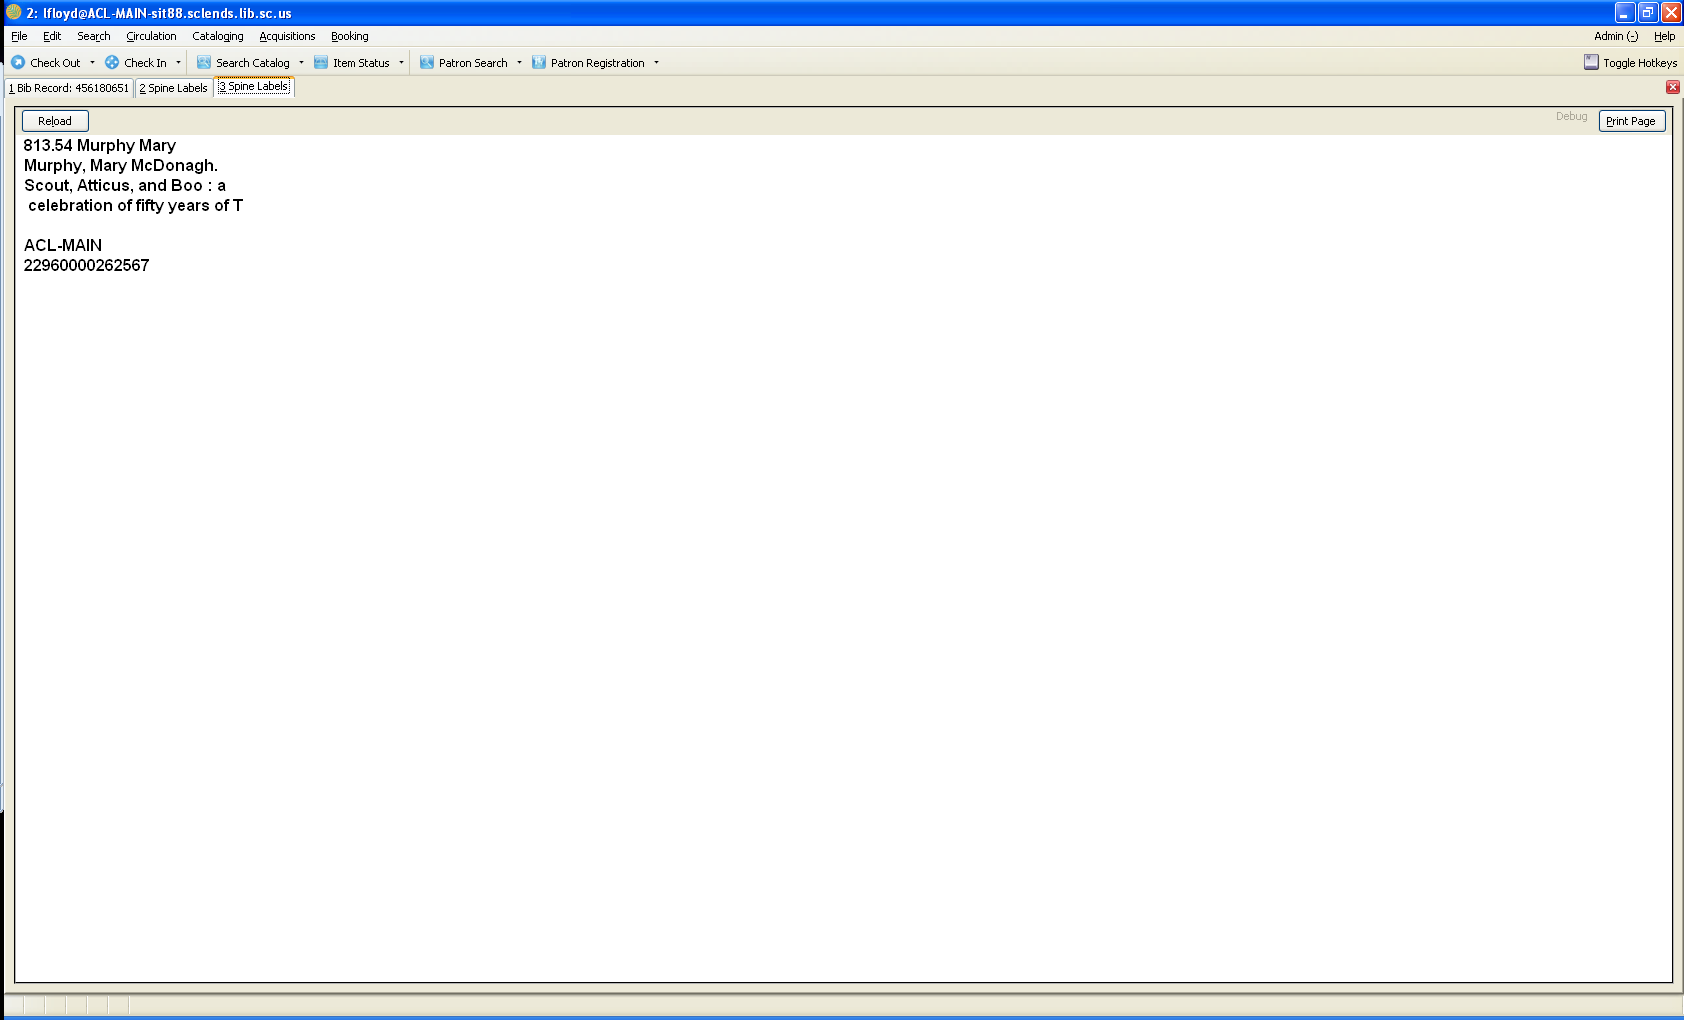 2: lfloyd@ACL-MAIN-sit88.sclends.lib.sc.us
File Edit Search Circulation Cataloging Acquisitions Booking Admin (-) Help
Check Out Check In Search Catalog Item Status Patron Search Patron Registration Toggle Hotkeys
1 Bib Record: 456180651 2 Spine Labels 3 Spine Labels
Reload Debug Print Page
813.54 Murphy Mary
Murphy, Mary McDonagh.
Scout, Atticus, and Boo : a
celebration of fifty years of T
ACL-MAIN
22960000262567